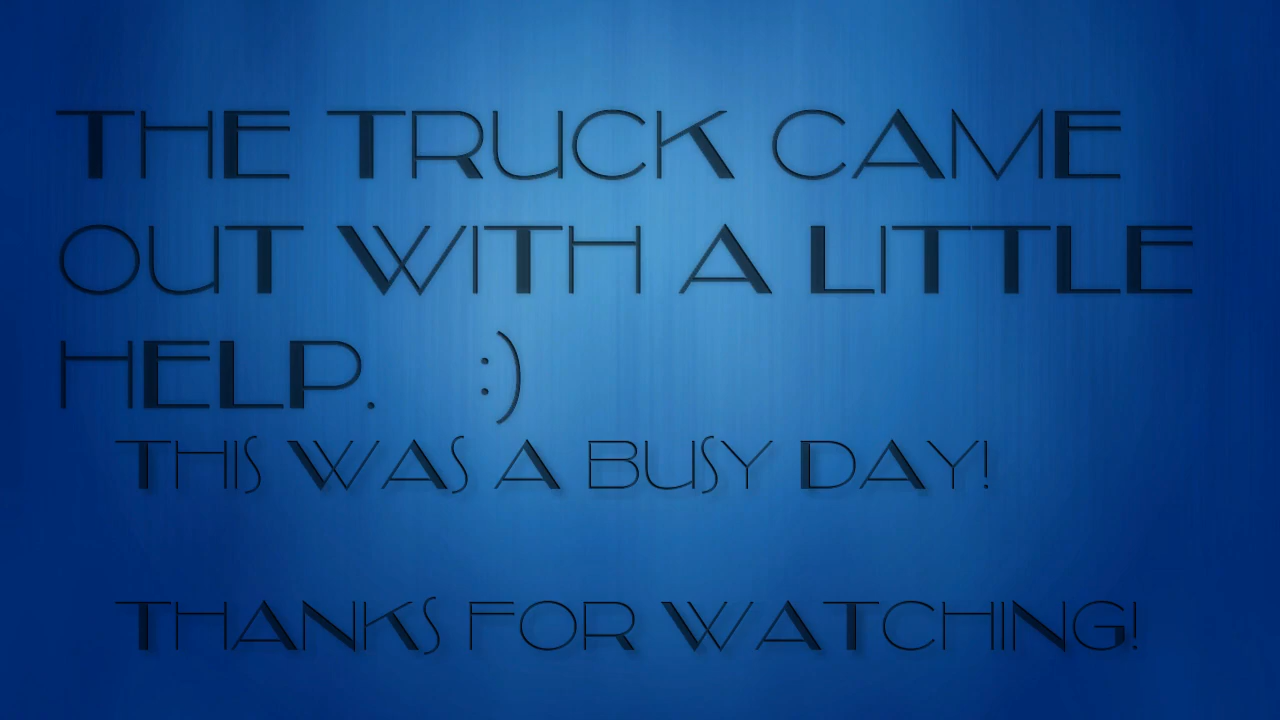 THE TRUCK CAME
OUT WITH A LITTLE
HELP. :)
THIS WAS A BUSY DAY!
THANKS FOR WATCHING!